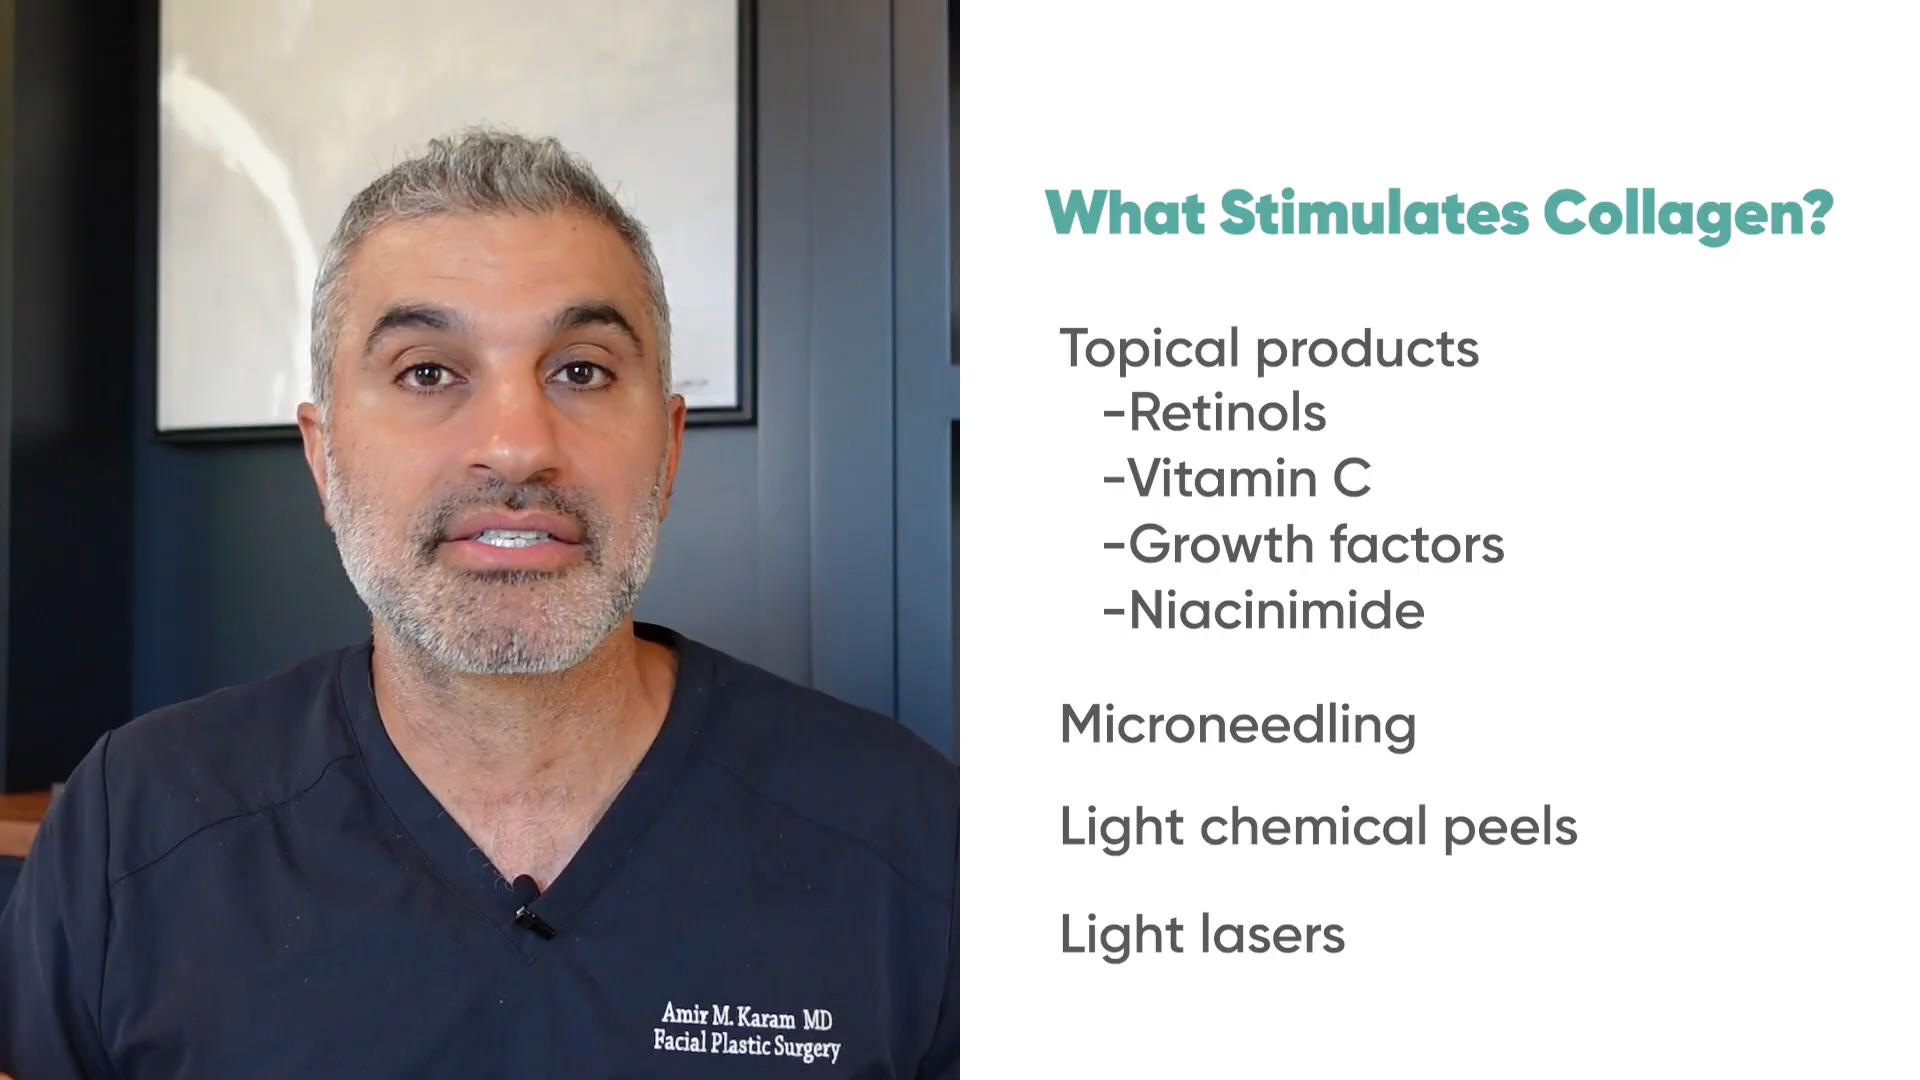 What Stimulates Collagen?
Topical products
-Retinols
-Vitamin C
-Growth factors
-Niacinimide
Microneedling
Light chemical peels
Light lasers
Amir M. Karam MD
Facial Plastic Surgery